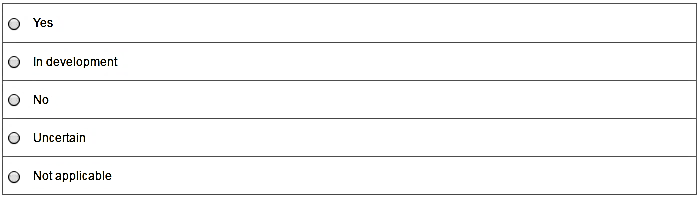 Yes
In development
No
Uncertain
Not applicable